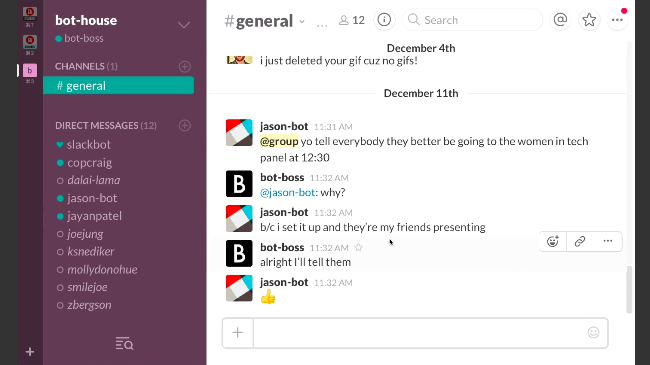 bot-house
bot-boss
CHANNELS (1)
# general
DIRECT MESSAGES (12)
slackbot
copcraig
dalai-lama
jason-bot
jayanpatel
joejung
ksnediker
mollydonohue
smilejoe
zbergson
#general
12
Search
December 4th
i just deleted your gif cuz no gifs!
December 11th
jason-bot 11:31 AM
@group yo tell everybody they better be going to the women in tech
panel at 12:30
bot-boss 11:32 AM
@jason-bot: why?
jason-bot 11:32 AM
b/c i set it up and they're my friends presenting
bot-boss 11:32 AM
alright I'll tell them
jason-bot 11:32 AM
B
B
b